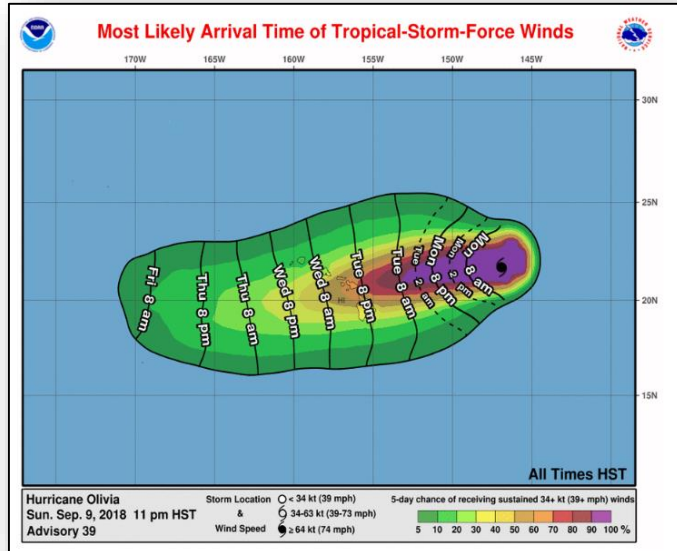 Most Likely Arrival Time of Tropical-Storm-Force Winds
NOAA
170W 165W 160W 155W 150W 145W
30N
25N
20N
15N
Fri 8 am
Thu 8 pm
Thu 8 am
Wed 8 pm
Wed 8 am
Tue 8 pm
Tue 8 am
Tue 2 am
Mon 8 pm
Mon 2 pm
Mon 8 am
HI
All Times HST
Hurricane Olivia
Sun. Sep. 9, 2018 11 pm HST
Advisory 39
Storm Location
&
Wind Speed
< 34 kt (39 mph)
34-63 kt (39-73 mph)
≥ 64 kt (74 mph)
5-day chance of receiving sustained 34+ kt (39+ mph) winds
5 10 20 30 40 50 60 70 80 90 100 %